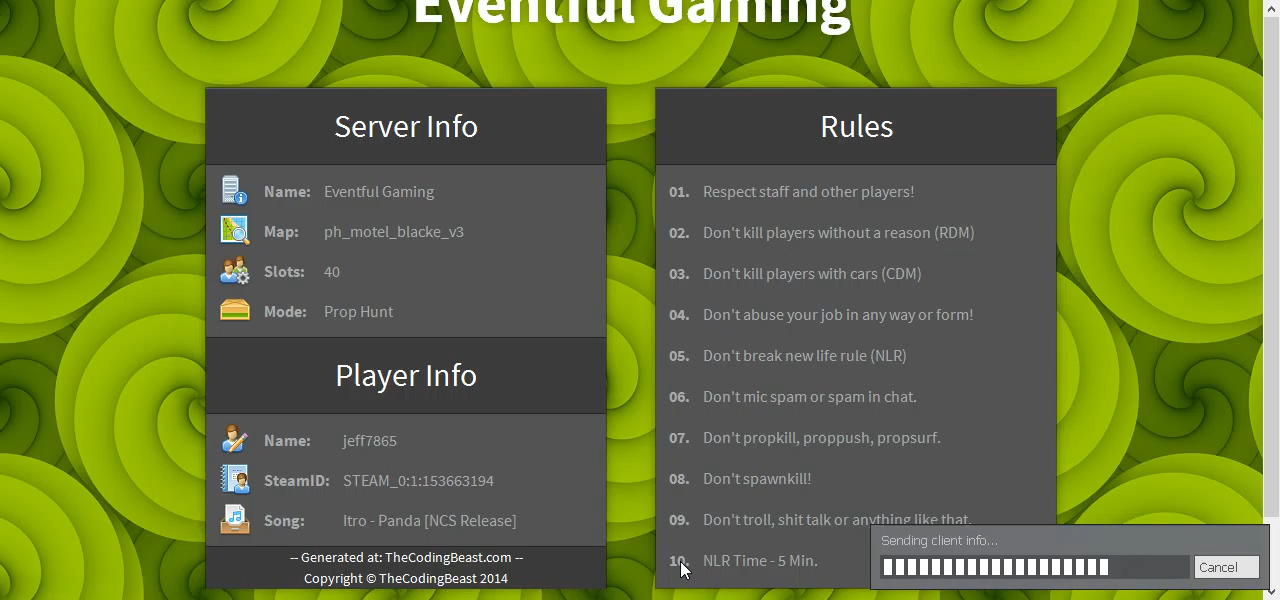 Eventful Gaming
Server Info
Name: Eventful Gaming
Map: ph_motel_blacke_v3
Slots: 40
Mode: Prop Hunt
Player Info
Name: jeff7865
SteamID: STEAM_0:1:153663194
Song: Itro - Panda [NCS Release]
-- Generated at: TheCodingBeast.com --
Copyright © TheCodingBeast 2014
Rules
01. Respect staff and other players!
02. Don't kill players without a reason (RDM)
03. Don't kill players with cars (CDM)
04. Don't abuse your job in any way or form!
05. Don't break new life rule (NLR)
06. Don't mic spam or spam in chat.
07. Don't propkill, proppush, propsurf.
08. Don't spawnkill!
09. Don't troll, shit talk or anything like that.
10. NLR Time - 5 Min.
Sending client info...
Cancel